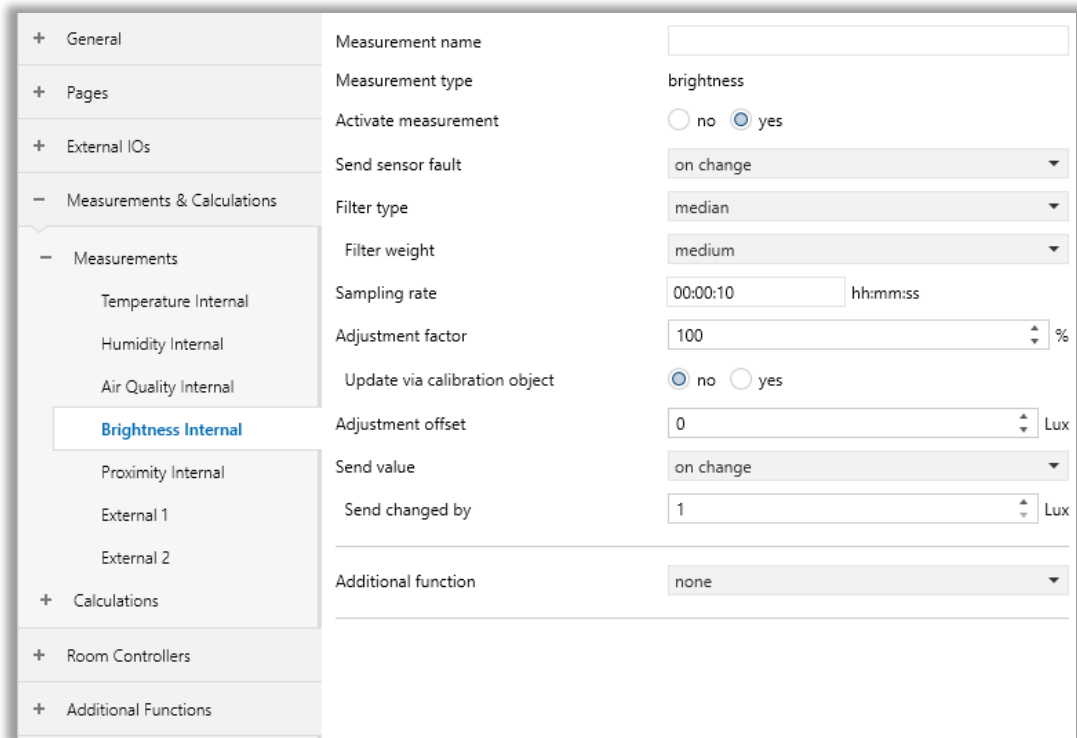 + General
+ Pages
+ External IOs
− Measurements & Calculations
− Measurements
Temperature Internal
Humidity Internal
Air Quality Internal
Brightness Internal
Proximity Internal
External 1
External 2
+ Calculations
+ Room Controllers
+ Additional Functions
Measurement name
Measurement type brightness
Activate measurement no yes
Send sensor fault on change
Filter type median
Filter weight medium
Sampling rate 00:00:10 hh:mm:ss
Adjustment factor 100 %
Update via calibration object no yes
Adjustment offset 0 Lux
Send value on change
Send changed by 1 Lux
Additional function none